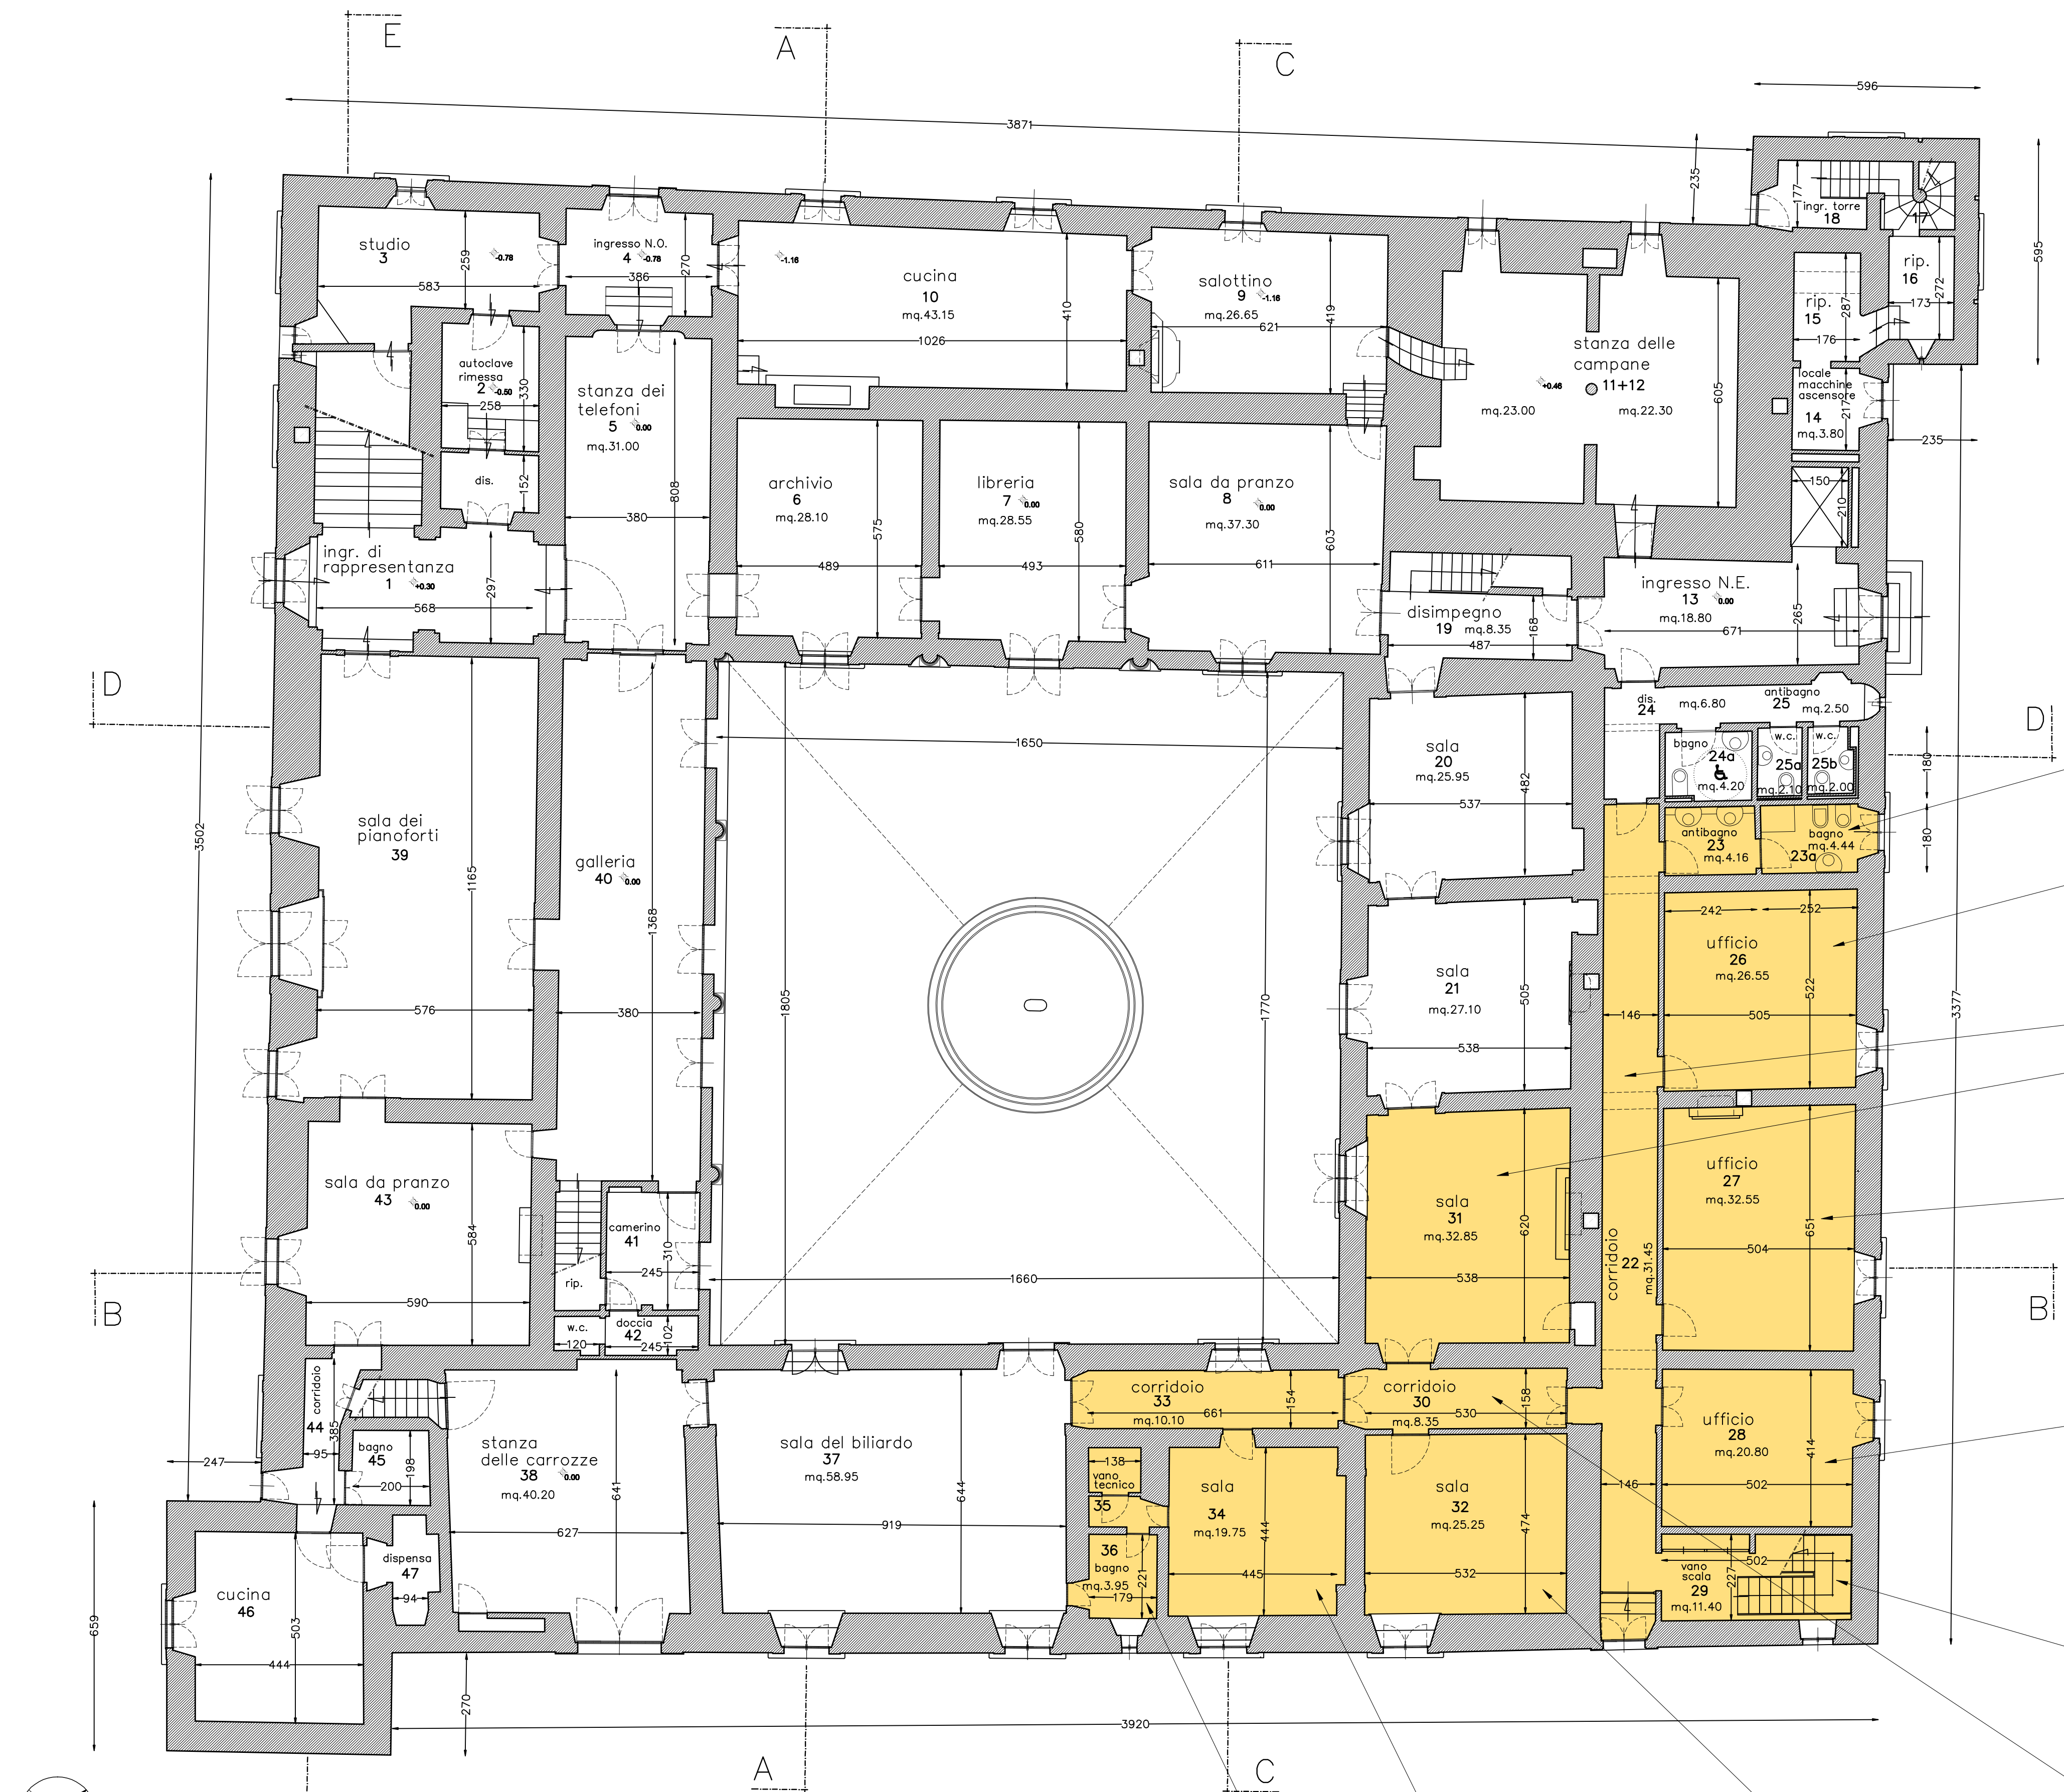 E
A
C
596
3871
235
177
ingr. torre
18
17
595
studio
3
-0.78
259
583
ingresso N.O.
4
-0.78
386
270
-1.16
cucina
10
mq.43.15
410
1026
salottino
9
-1.16
mq.26.65
621
419
stanza delle
campane
11+12
+0.46
mq.23.00
mq.22.30
605
rip.
16
272
173
rip.
15
287
176
locale
macchine
ascensore
14
217
mq.3.80
235
150
210
autoclave
rimessa
2
-0.50
258
330
dis.
152
stanza dei
telefoni
5
0.00
mq.31.00
808
380
archivio
6
mq.28.10
575
489
libreria
7
0.00
mq.28.55
580
493
sala da pranzo
8
0.00
mq.37.30
603
611
ingr. di
rappresentanza
1
+0.30
568
297
disimpegno
19
mq.8.35
168
487
ingresso N.E.
13
0.00
mq.18.80
671
265
D
D
dis.
24
mq.6.80
antibagno
25
mq.2.50
bagno
24a
mq.4.20
w.c.
25a
mq.2.10
w.c.
25b
mq.2.00
180
180
antibagno
23
mq.4.16
bagno
mq.4.44
23a
3502
3377
1650
1805
1770
1660
sala
20
mq.25.95
482
537
sala dei
pianoforti
39
1165
576
galleria
40
0.00
1368
380
sala
21
mq.27.10
505
538
242
252
ufficio
26
mq.26.55
522
505
146
ufficio
27
mq.32.55
651
504
corridoio
22
mq.31.45
sala
31
mq.32.85
620
538
sala da pranzo
43
0.00
584
590
camerino
41
310
245
rip.
w.c.
120
doccia
42
102
245
B
B
corridoio
44
385
95
247
bagno
45
198
200
stanza
delle carrozze
38
0.00
mq.40.20
641
627
sala del biliardo
37
mq.58.95
644
919
corridoio
33
mq.10.10
661
154
corridoio
30
mq.8.35
530
158
ufficio
28
mq.20.80
414
502
146
138
vano
tecnico
35
36
bagno
mq.3.95
221
179
sala
34
mq.19.75
444
445
sala
32
mq.25.25
474
532
502
vano
scala
29
227
mq.11.40
dispensa
47
94
cucina
46
503
444
659
270
3920
A
C